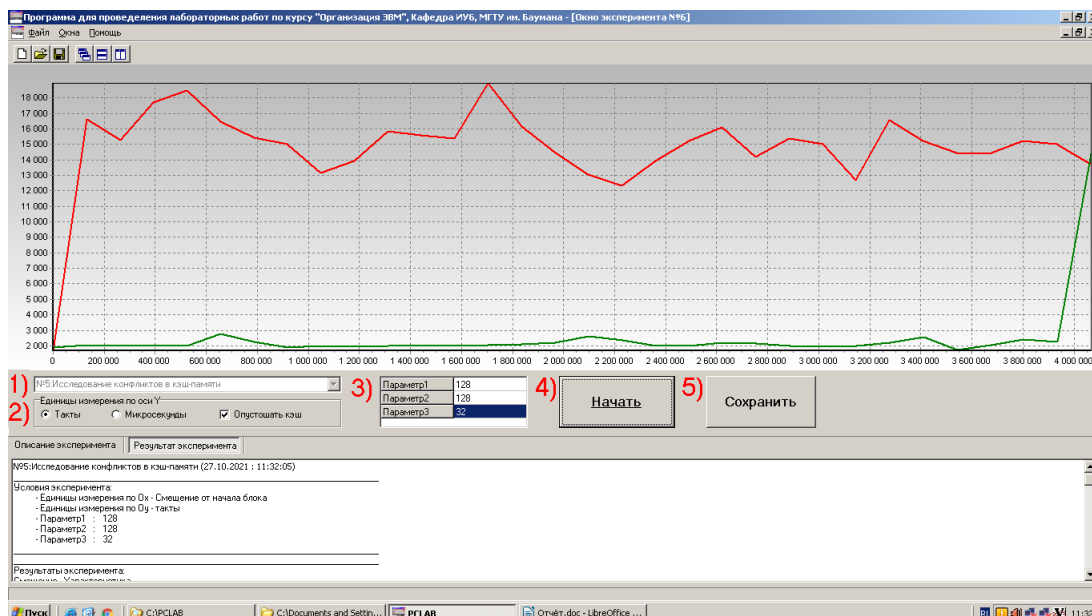 Программа для проведеления лабораторных работ по курсу "Организация ЭВМ", Кафедра ИУ6, МГТУ им. Баумана - [Окно эксперимента №6]
Файл Окна Помощь
18 000
17 000
16 000
15 000
14 000
13 000
12 000
11 000
10 000
9 000
8 000
7 000
6 000
5 000
4 000
3 000
2 000
0 200 000 400 000 600 000 800 000 1 000 000 1 200 000 1 400 000 1 600 000 1 800 000 2 000 000 2 200 000 2 400 000 2 600 000 2 800 000 3 000 000 3 200 000 3 400 000 3 600 000 3 800 000 4 000 000
1) №5:Исследование конфликтов в кэш-памяти
Единицы измерения по оси Y
2) Такты Микросекунды Опустошать кэш
3) Параметр1 128
Параметр2 128
Параметр3 32
4) Начать
5) Сохранить
Описание эксперимента Результат эксперимента
№5:Исследование конфликтов в кэш-памяти (27.10.2021 : 11:32:05)
Условия эксперимента:
- Единицы измерения по Ox - Смещение от начала блока
- Единицы измерения по Oy - такты
- Параметр1 : 128
- Параметр2 : 128
- Параметр3 : 32
Результаты эксперимента:
Смещение Характеристика
Пуск C:\PCLAB C:\Documents and Settin... PCLAB Отчёт.doc - LibreOffice ... RU